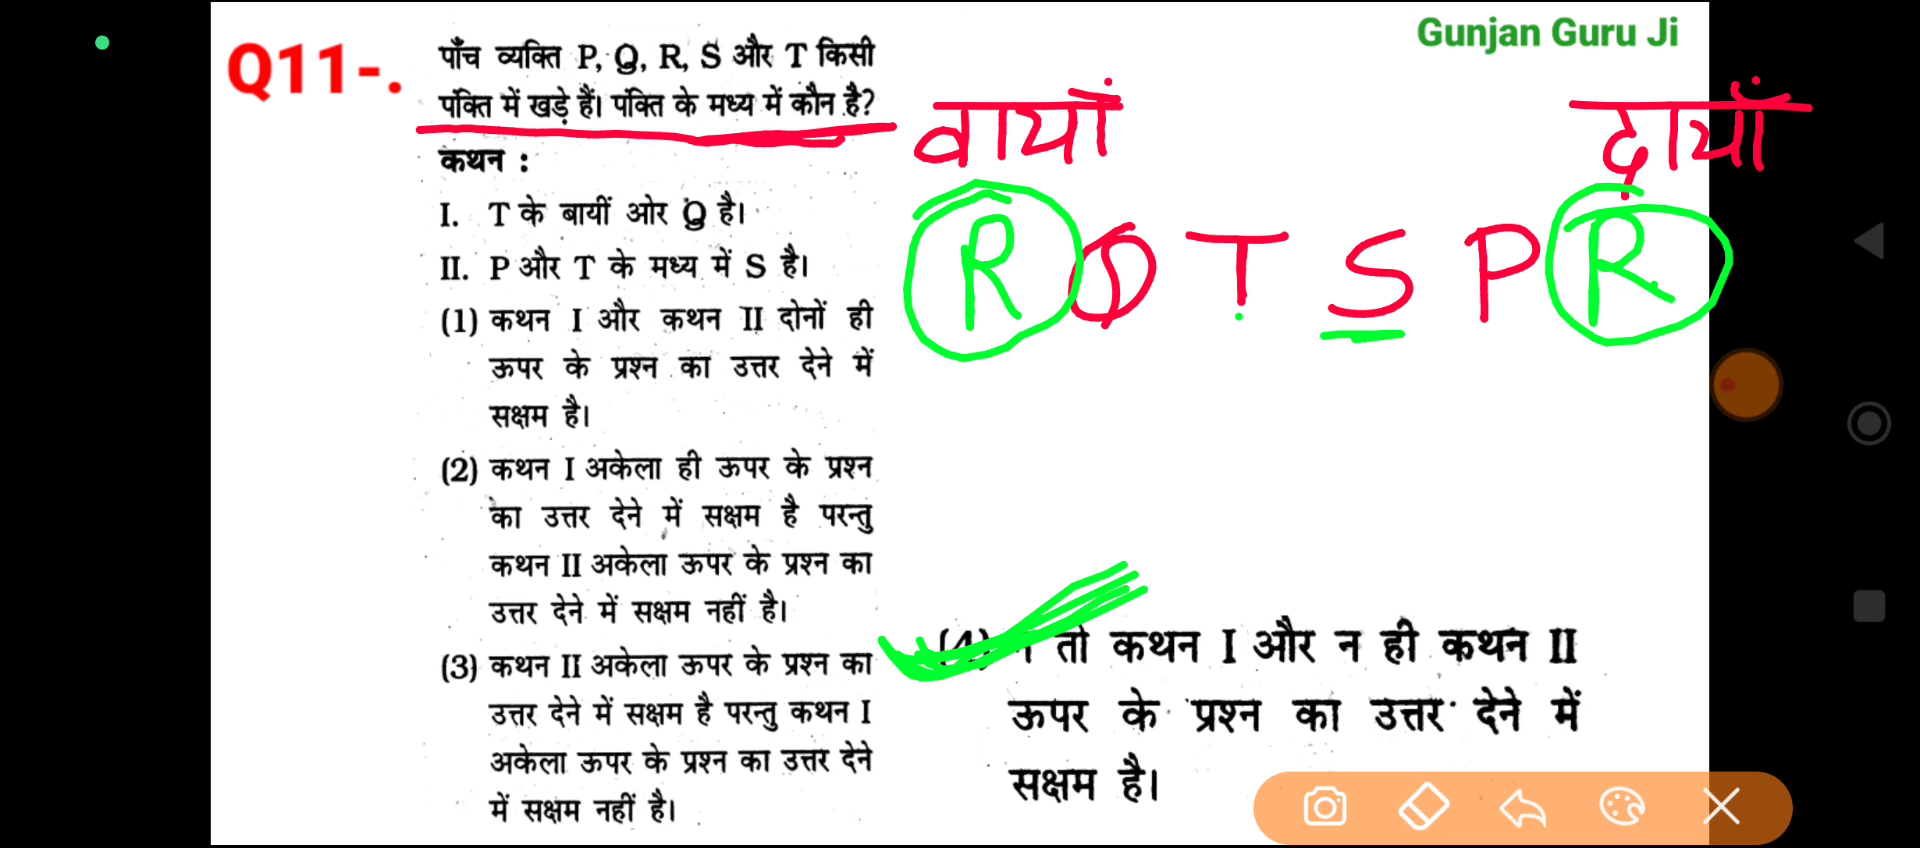 Gunjan Guru Ji
Q11-.
पाँच व्यक्ति P, Q, R, S और T किसी
पंक्ति में खड़े हैं। पंक्ति के मध्य में कौन है?
कथन :
I. T के बायीं ओर Q है।
II. P और T के मध्य में S है।
(1) कथन I और कथन II दोनों ही
ऊपर के प्रश्न का उत्तर देने में
सक्षम है।
(2) कथन I अकेला ही ऊपर के प्रश्न
का उत्तर देने में सक्षम है परन्तु
कथन II अकेला ऊपर के प्रश्न का
उत्तर देने में सक्षम नहीं है।
(3) कथन II अकेला ऊपर के प्रश्न का
उत्तर देने में सक्षम है परन्तु कथन I
अकेला ऊपर के प्रश्न का उत्तर देने
में सक्षम नहीं है।
बायां दायां
R Q T S P R
(4) न तो कथन I और न ही कथन II
ऊपर के प्रश्न का उत्तर देने में
सक्षम है।